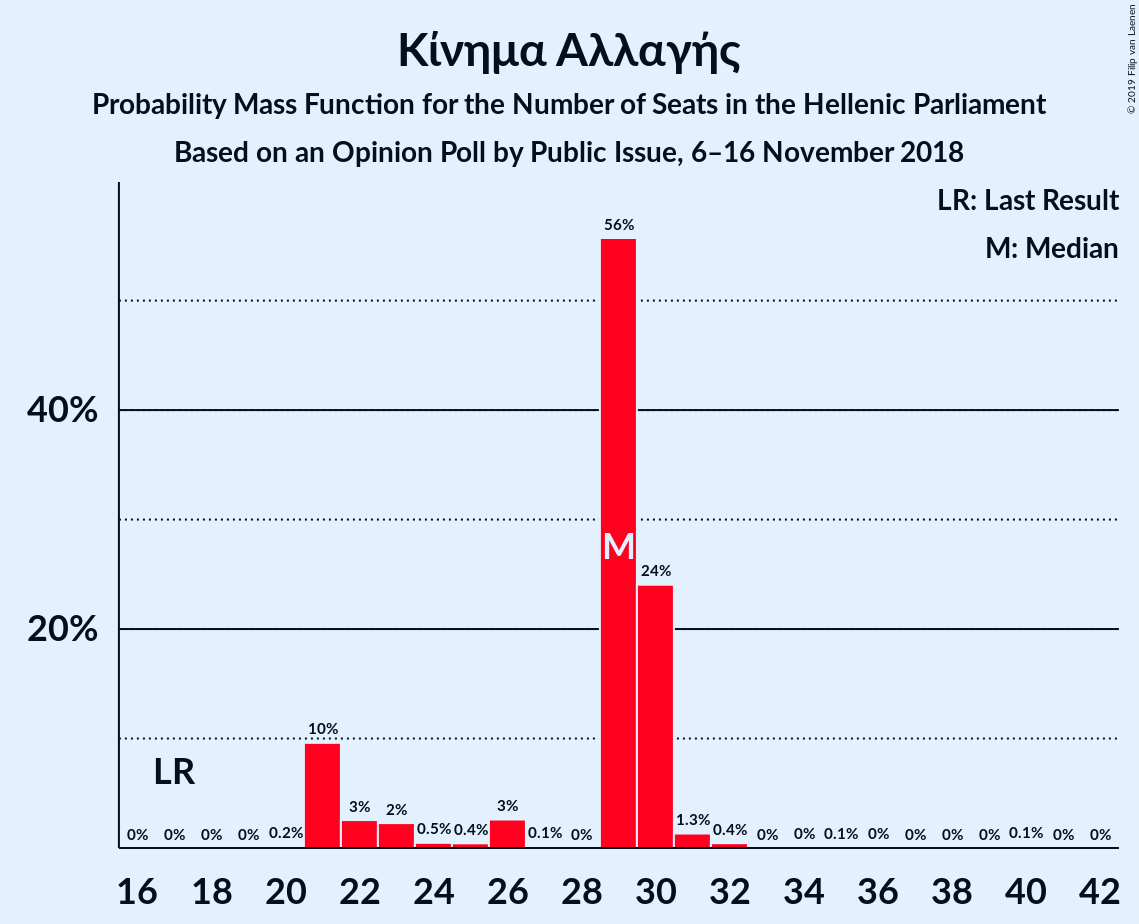 Κίνημα Αλλαγής
Probability Mass Function for the Number of Seats in the Hellenic Parliament
Based on an Opinion Poll by Public Issue, 6–16 November 2018
© 2019 Filip van Laenen
LR: Last Result
M: Median
56%
40%
M
24%
20%
10%
LR
0% 0% 0% 0% 0.2% 3% 2% 0.5% 0.4% 3% 0.1% 0% 1.3% 0.4% 0% 0% 0.1% 0% 0% 0% 0% 0.1% 0% 0%
16 18 20 22 24 26 28 30 32 34 36 38 40 42